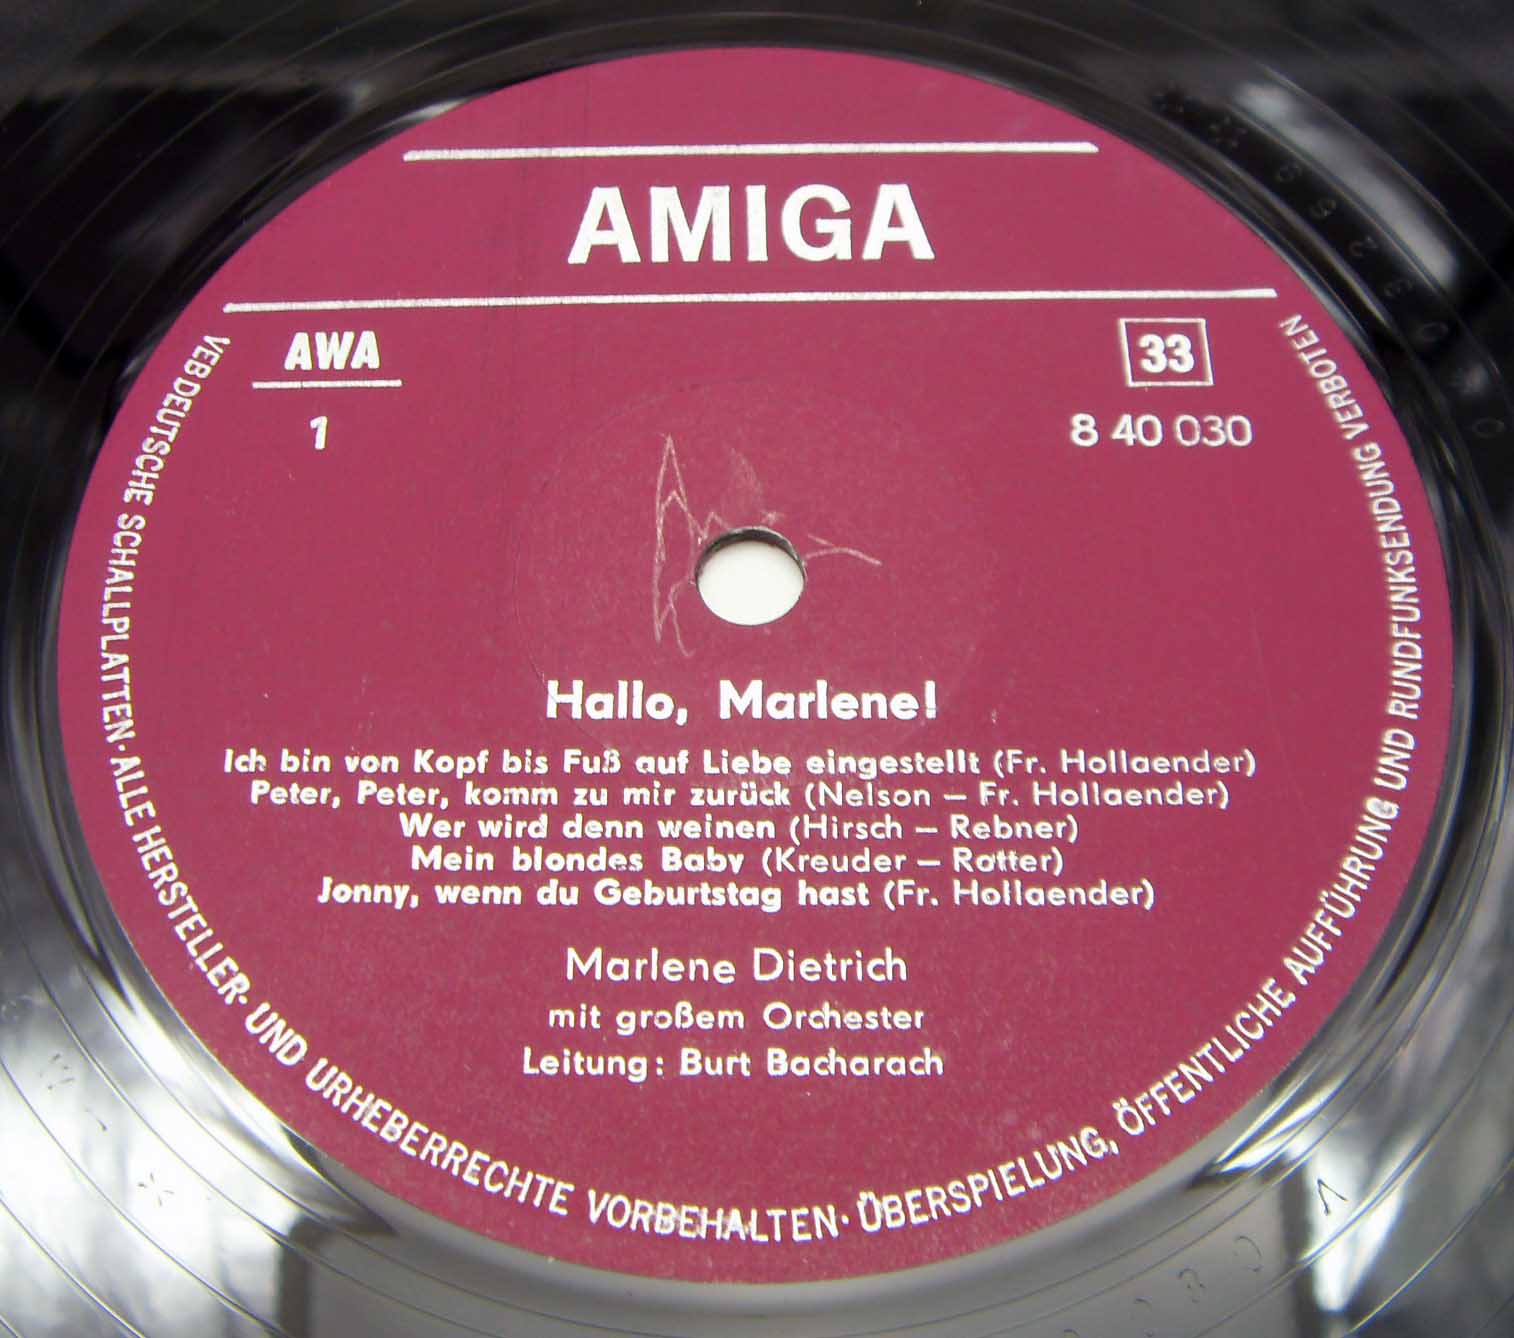 AMIGA
AWA
1
33
8 40 030
Hallo, Marlene!
Ich bin von Kopf bis Fuß auf Liebe eingestellt (Fr. Hollaender)
Peter, Peter, komm zu mir zurück (Nelson – Fr. Hollaender)
Wer wird denn weinen (Hirsch – Rebner)
Mein blondes Baby (Kreuder – Rotter)
Jonny, wenn du Geburtstag hast (Fr. Hollaender)
Marlene Dietrich
mit großem Orchester
Leitung: Burt Bacharach
VEB DEUTSCHE SCHALLPLATTEN · ALLE HERSTELLER- UND URHEBERRECHTE VORBEHALTEN · ÜBERSPIELUNG, ÖFFENTLICHE AUFFÜHRUNG UND RUNDFUNKSENDUNG VERBOTEN